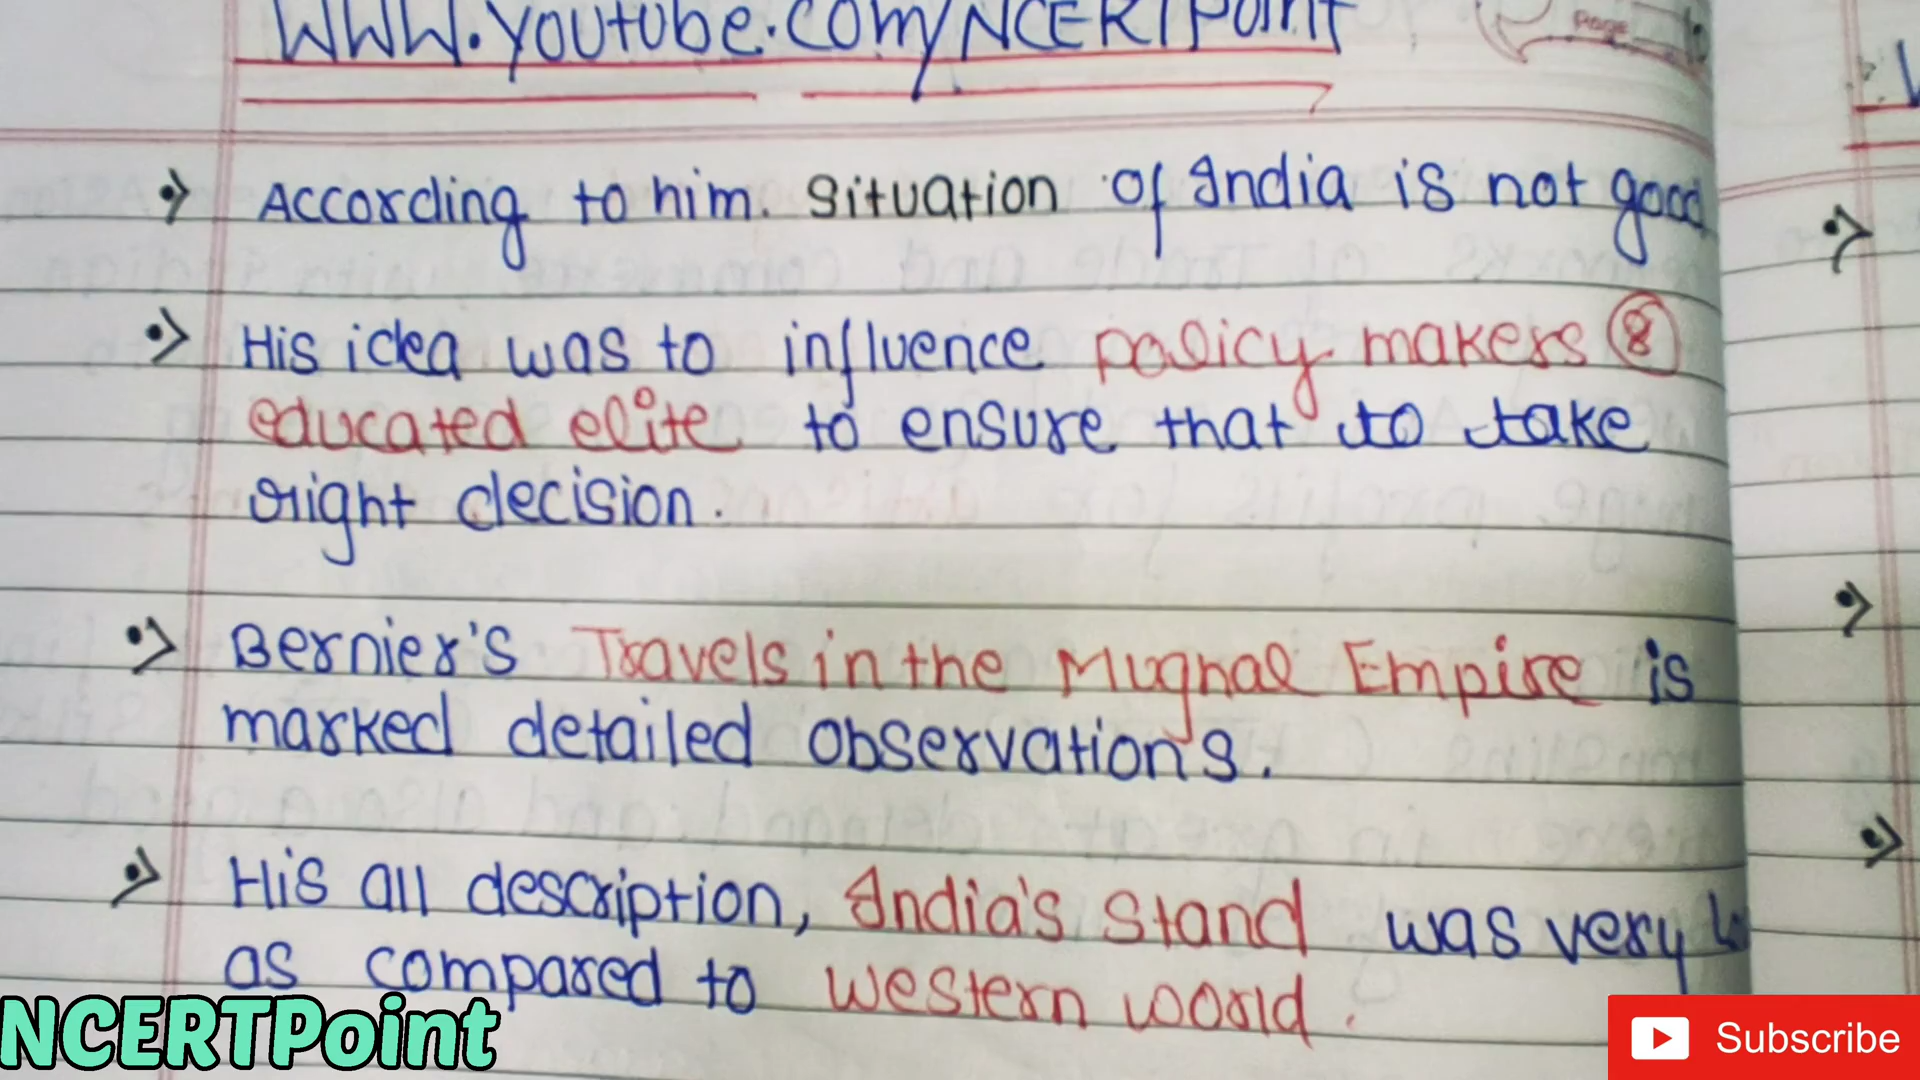 www.youtube.com/NCERTPoint
Page
According to him. Situation of India is not good
His idea was to influence policy makers &
educated elite to ensure that to take
right decision.
Bernier's Travels in the Mughal Empire is
marked detailed observations.
His all description, India's stand was very
as compared to western world.
NCERTPoint
Subscribe